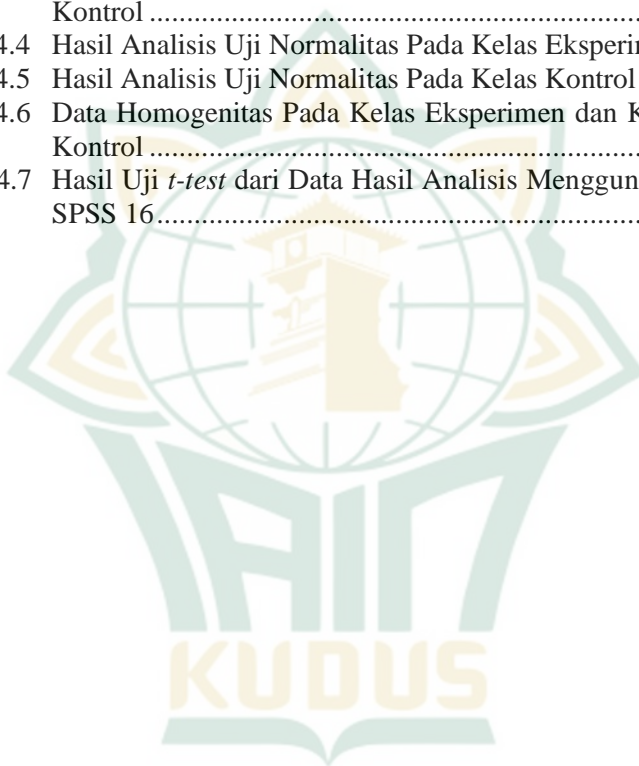 Kontrol ........................................................................
4.4 Hasil Analisis Uji Normalitas Pada Kelas
4.5 Hasil Analisis Uji Normalitas Pada Kelas Kontrol
4.6 Data Homogenitas Pada Kelas Eksperimen dan
Kontrol ........................................................................
4.7 Hasil Uji t-test dari Data Hasil Analisis
SPSS 16.......................................................................
IAIN
KUDUS